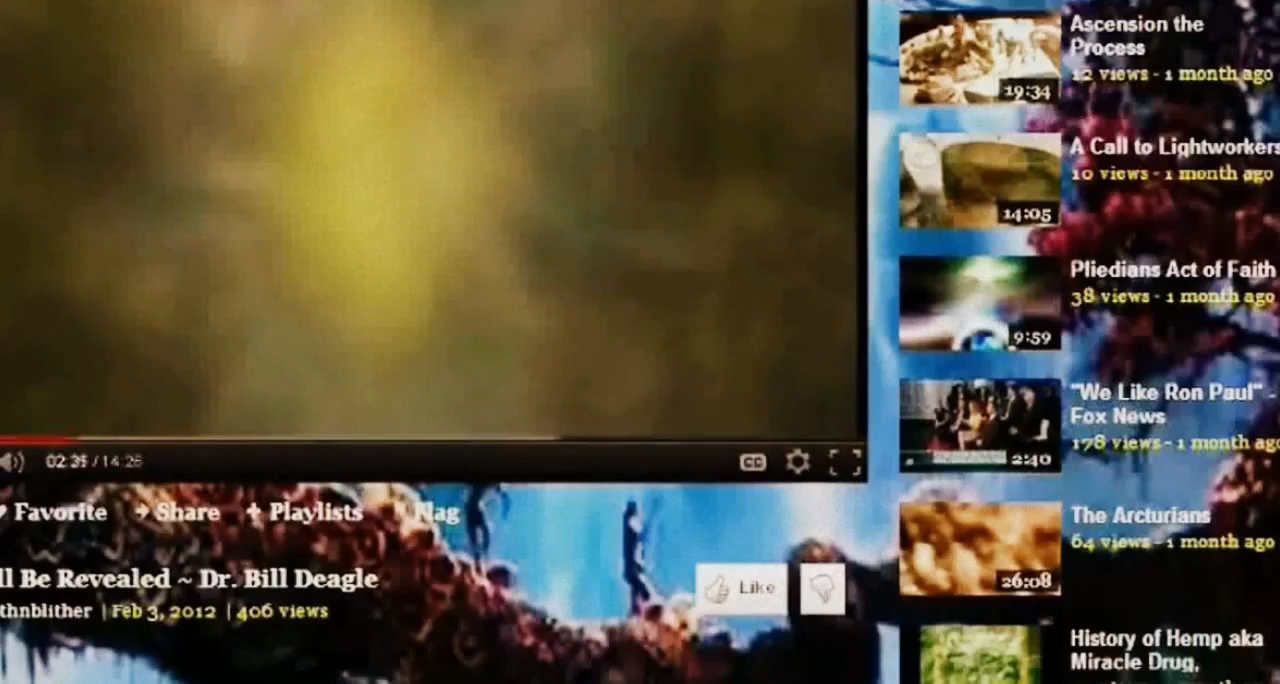 Ascension the
Process
12 views - 1 month ago
19:34
A Call to Lightworkers
10 views - 1 month ago
14:05
Pliedians Act of Faith
38 views - 1 month ago
9:59
"We Like Ron Paul" -
Fox News
178 views - 1 month ago
2:40
The Arcturians
64 views - 1 month ago
26:08
History of Hemp aka
Miracle Drug,
02:35 / 14:26
CC
Favorite
Share
+ Playlists
Flag
ll Be Revealed ~ Dr. Bill Deagle
thnblither | Feb 3, 2012 | 406 views
Like